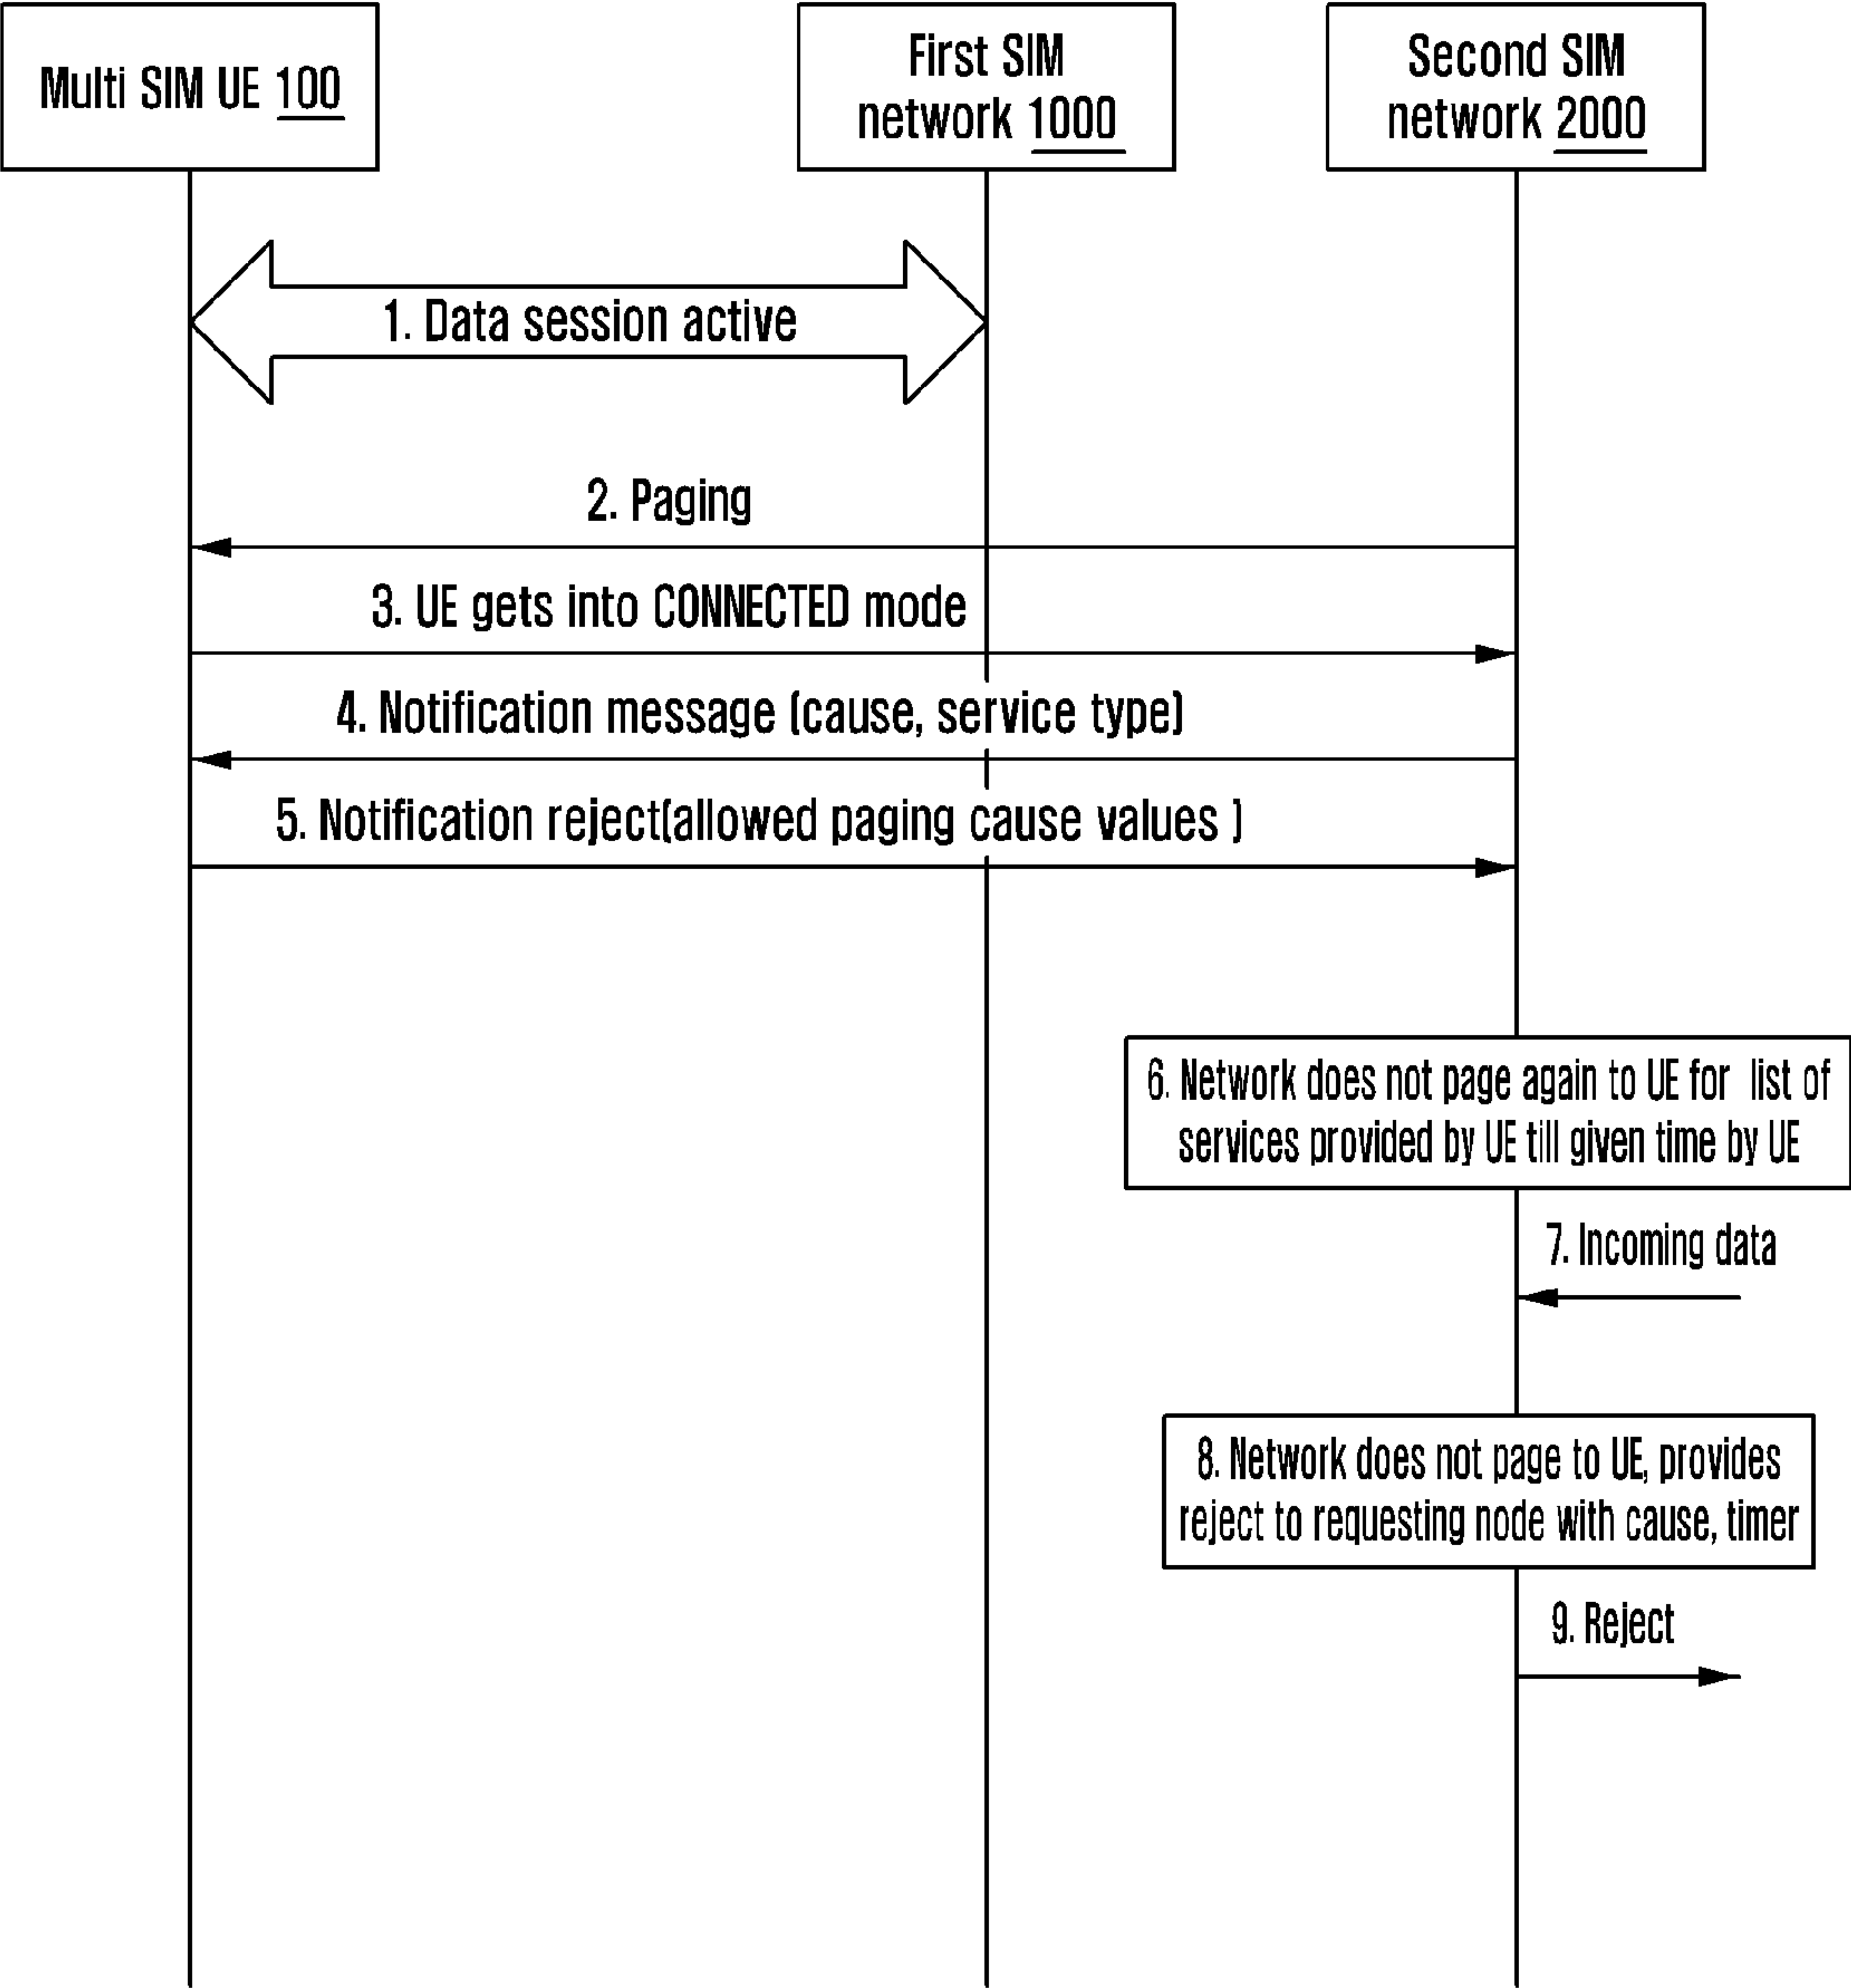 Multi SIM UE 100
First SIM
network 1000
Second SIM
network 2000
1. Data session active
2. Paging
3. UE gets into CONNECTED mode
4. Notification message (cause, service type)
5. Notification reject(allowed paging cause values )
6. Network does not page again to UE for list of
services provided by UE till given time by UE
7. Incoming data
8. Network does not page to UE, provides
reject to requesting node with cause, timer
9. Reject